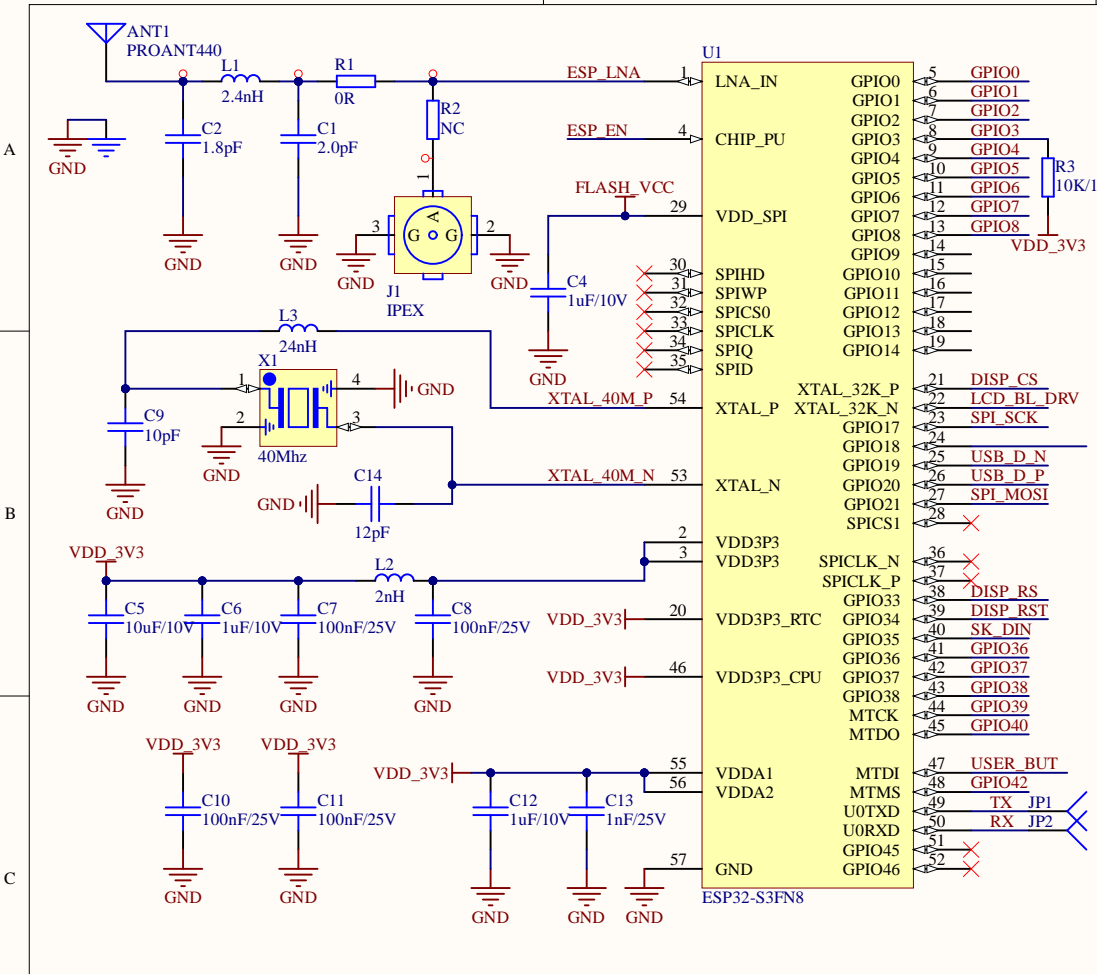 ANT1
PROANT440
L1
2.4nH
R1
0R
ESP_LNA
C2
1.8pF
C1
2.0pF
R2
NC
GND
GND
GND
A
1
3
A
G
G
2
GND
GND
J1
IPEX
ESP_EN
FLASH_VCC
C4
1uF/10V
GND
L3
24nH
X1
1
4
GND
2
3
GND
40Mhz
C9
10pF
GND
XTAL_40M_P
XTAL_40M_N
C14
GND
12pF
B
VDD_3V3
L2
2nH
C5
10uF/10V
C6
1uF/10V
C7
100nF/25V
C8
100nF/25V
GND
GND
GND
GND
VDD_3V3
VDD_3V3
VDD_3V3
VDD_3V3
C10
100nF/25V
C11
100nF/25V
GND
GND
C
VDD_3V3
C12
1uF/10V
C13
1nF/25V
GND
GND
GND
U1
1 LNA_IN
4 CHIP_PU
29 VDD_SPI
30 SPIHD
31 SPIWP
32 SPICS0
33 SPICLK
34 SPIQ
35 SPID
54 XTAL_P
53 XTAL_N
2 VDD3P3
3 VDD3P3
20 VDD3P3_RTC
46 VDD3P3_CPU
55 VDDA1
56 VDDA2
57 GND
GPIO0 5 GPIO0
GPIO1 6 GPIO1
GPIO2 7 GPIO2
GPIO3 8 GPIO3
GPIO4 9 GPIO4
GPIO5 10 GPIO5
GPIO6 11 GPIO6
GPIO7 12 GPIO7
GPIO8 13 GPIO8
GPIO9 14
GPIO10 15
GPIO11 16
GPIO12 17
GPIO13 18
GPIO14 19
R3
10K/1
VDD_3V3
XTAL_32K_P 21 DISP_CS
XTAL_32K_N 22 LCD_BL_DRV
GPIO17 23 SPI_SCK
GPIO18 24
GPIO19 25 USB_D_N
GPIO20 26 USB_D_P
GPIO21 27 SPI_MOSI
SPICS1 28
SPICLK_N 36
SPICLK_P 37
GPIO33 38 DISP_RS
GPIO34 39 DISP_RST
GPIO35 40 SK_DIN
GPIO36 41 GPIO36
GPIO37 42 GPIO37
GPIO38 43 GPIO38
MTCK 44 GPIO39
MTDO 45 GPIO40
MTDI 47 USER_BUT
MTMS 48 GPIO42
U0TXD 49 TX JP1
U0RXD 50 RX JP2
GPIO45 51
GPIO46 52
ESP32-S3FN8